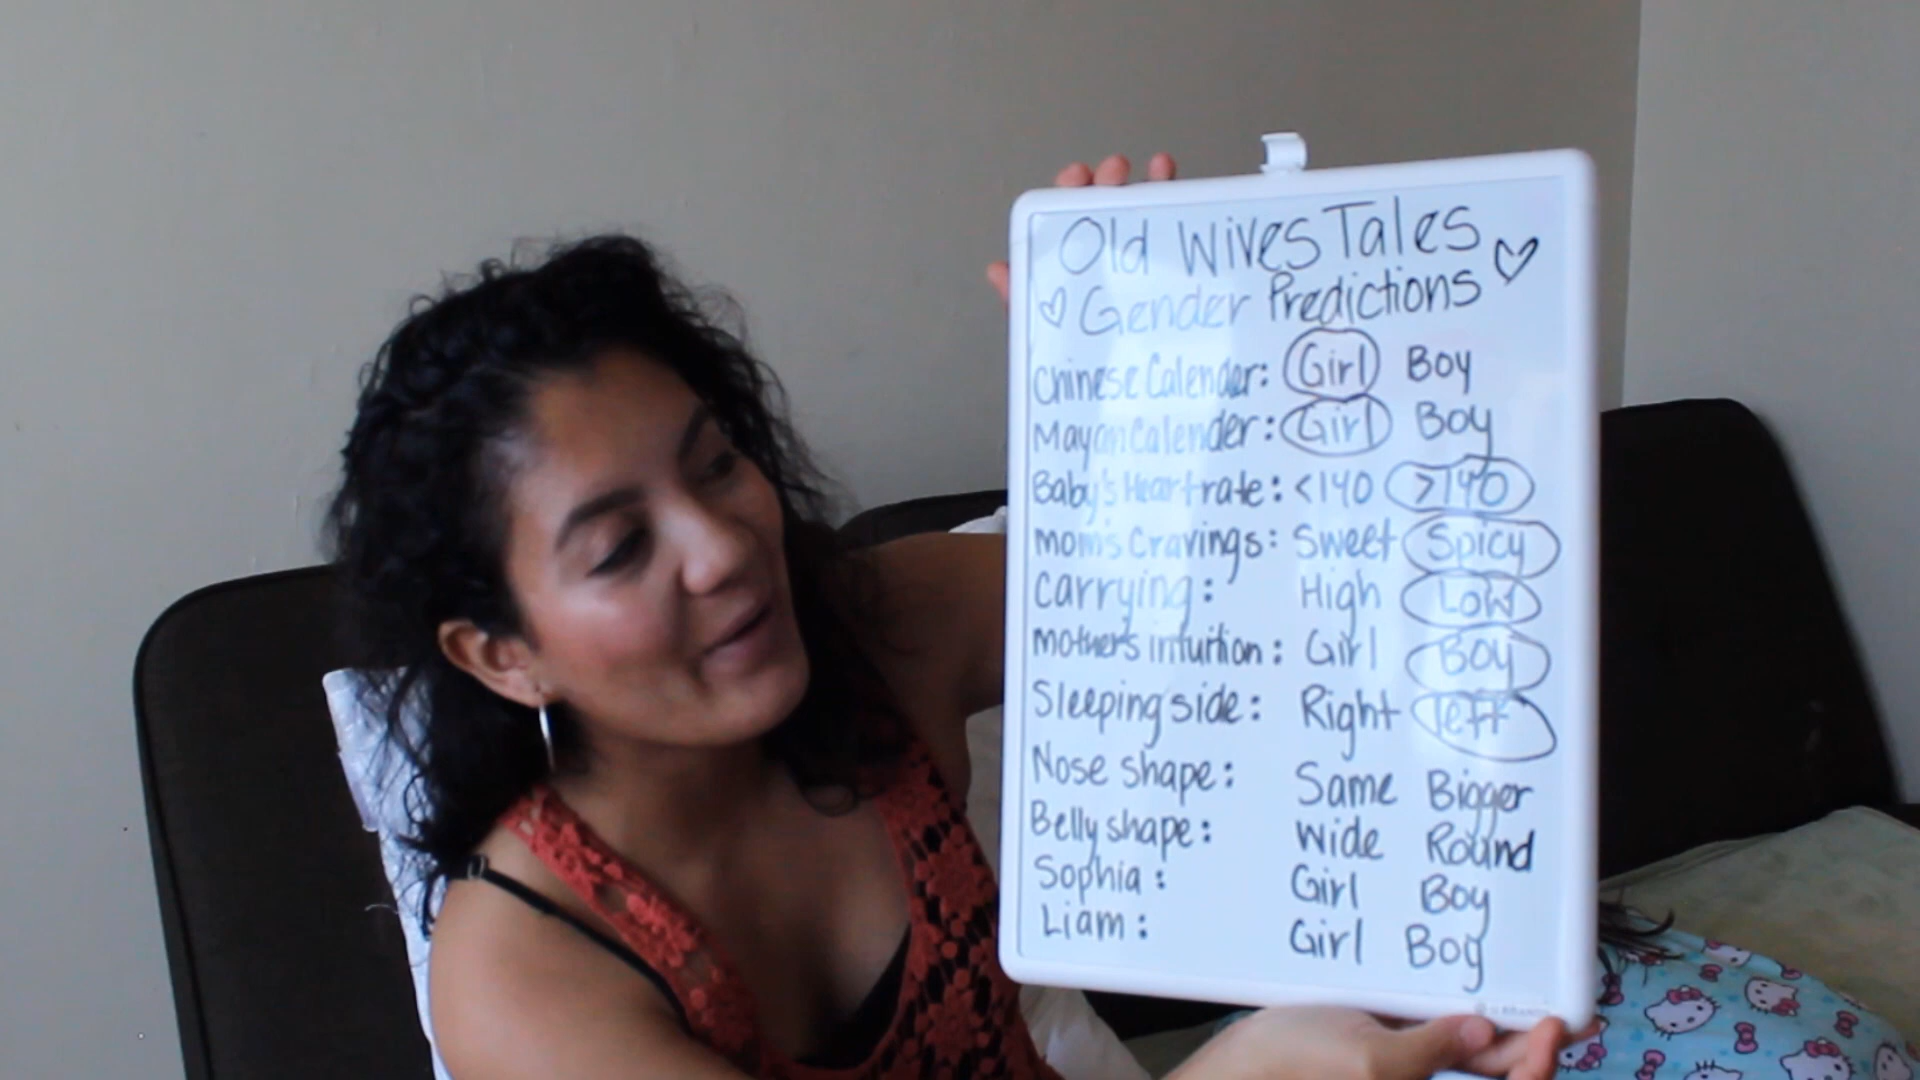 Old Wives Tales
Gender Predictions
Chinese Calender: Girl Boy
Mayan Calender: Girl Boy
Baby's Heartrate: <140 >140
mom's Cravings: Sweet Spicy
Carrying: High Low
mothers intuition: Girl Boy
Sleeping side: Right left
Nose shape: Same Bigger
Belly shape: Wide Round
Sophia: Girl Boy
Liam: Girl Boy